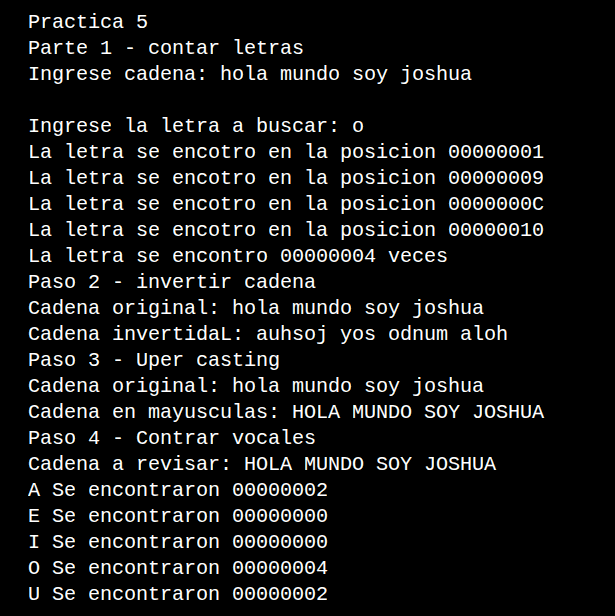 Practica 5
Parte 1 - contar letras
Ingrese cadena: hola mundo soy joshua
Ingrese la letra a buscar: o
La letra se encotro en la posicion 00000001
La letra se encotro en la posicion 00000009
La letra se encotro en la posicion 0000000C
La letra se encotro en la posicion 00000010
La letra se encontro 00000004 veces
Paso 2 - invertir cadena
Cadena original: hola mundo soy joshua
Cadena invertidaL: auhsoj yos odnum aloh
Paso 3 - Uper casting
Cadena original: hola mundo soy joshua
Cadena en mayusculas: HOLA MUNDO SOY JOSHUA
Paso 4 - Contrar vocales
Cadena a revisar: HOLA MUNDO SOY JOSHUA
A Se encontraron 00000002
E Se encontraron 00000000
I Se encontraron 00000000
O Se encontraron 00000004
U Se encontraron 00000002